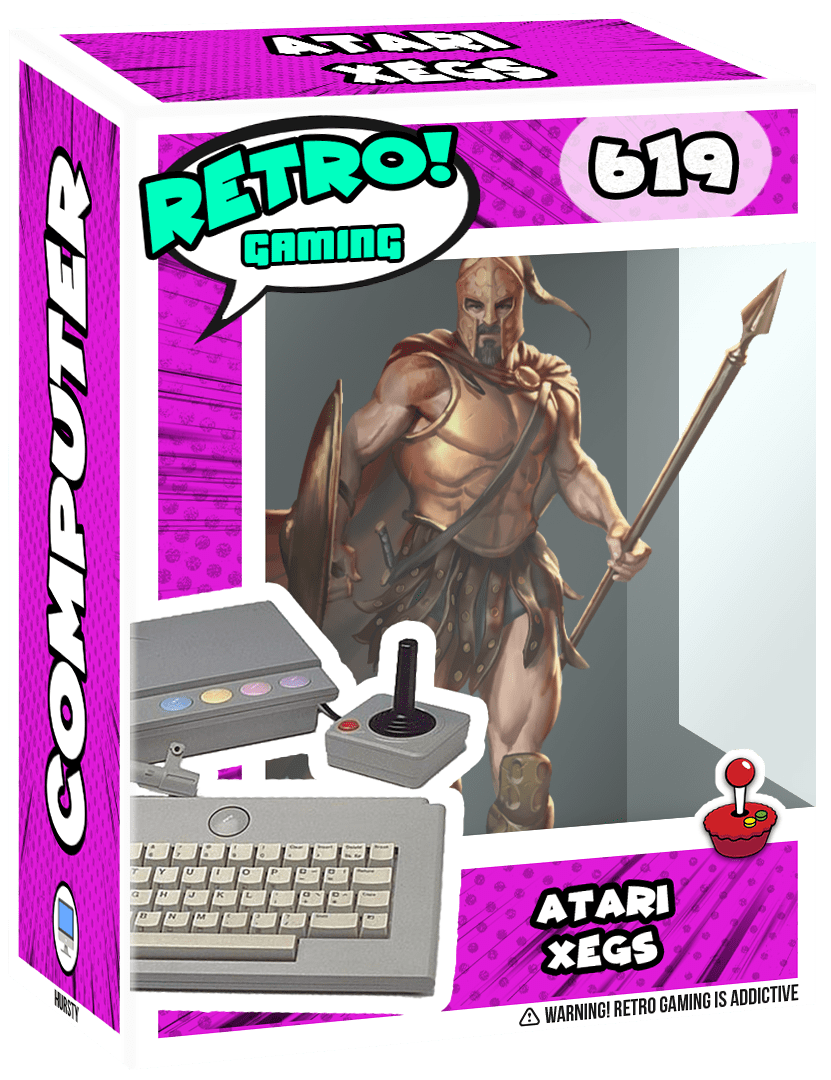 ATARI
XEGS
RETRO!
GAMING
619
COMPUTER
HURSTY
T Y U I O P
B N M
ATARI
XEGS
WARNING! RETRO GAMING IS ADDICTIVE